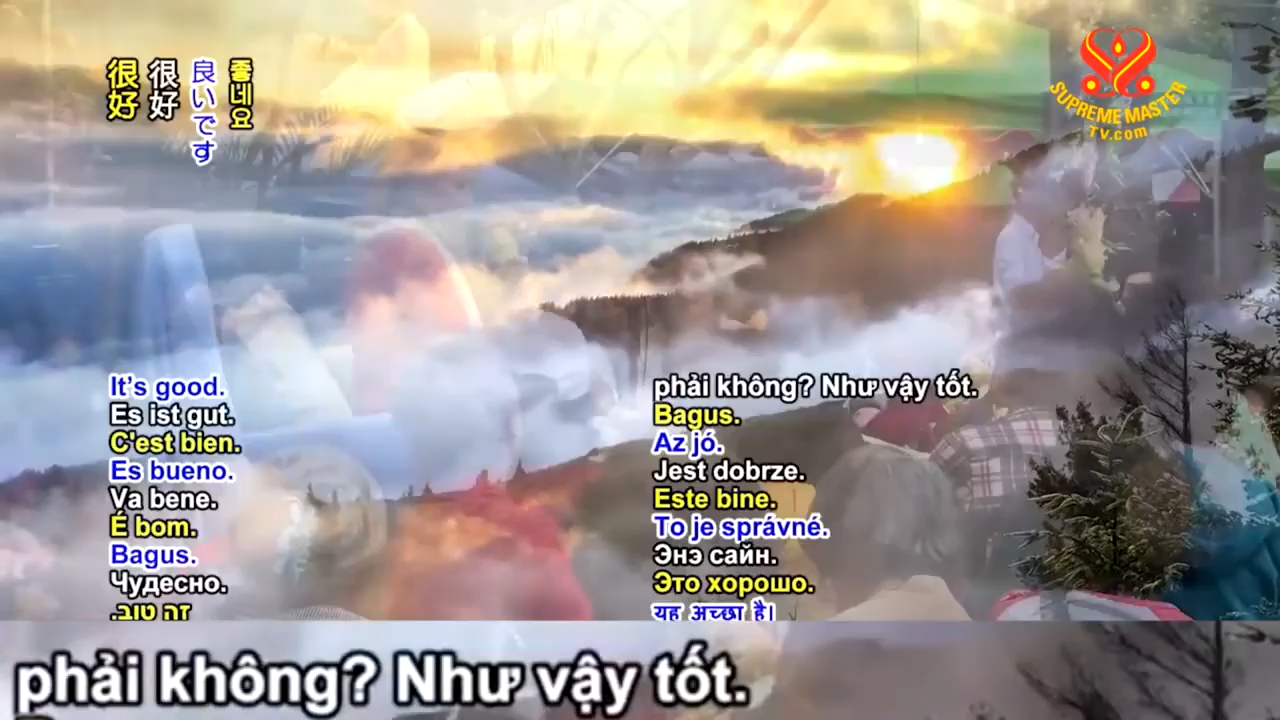 很好
很好
良いです
좋네요
SUPREME MASTER
TV.com
It's good.
Es ist gut.
C'est bien.
Es bueno.
Va bene.
É bom.
Bagus.
Чудесно.
זה טוב.
phải không? Như vậy tốt.
Bagus.
Az jó.
Jest dobrze.
Este bine.
To je správné.
Энэ сайн.
Это хорошо.
यह अच्छा है।
phải không? Như vậy tốt.